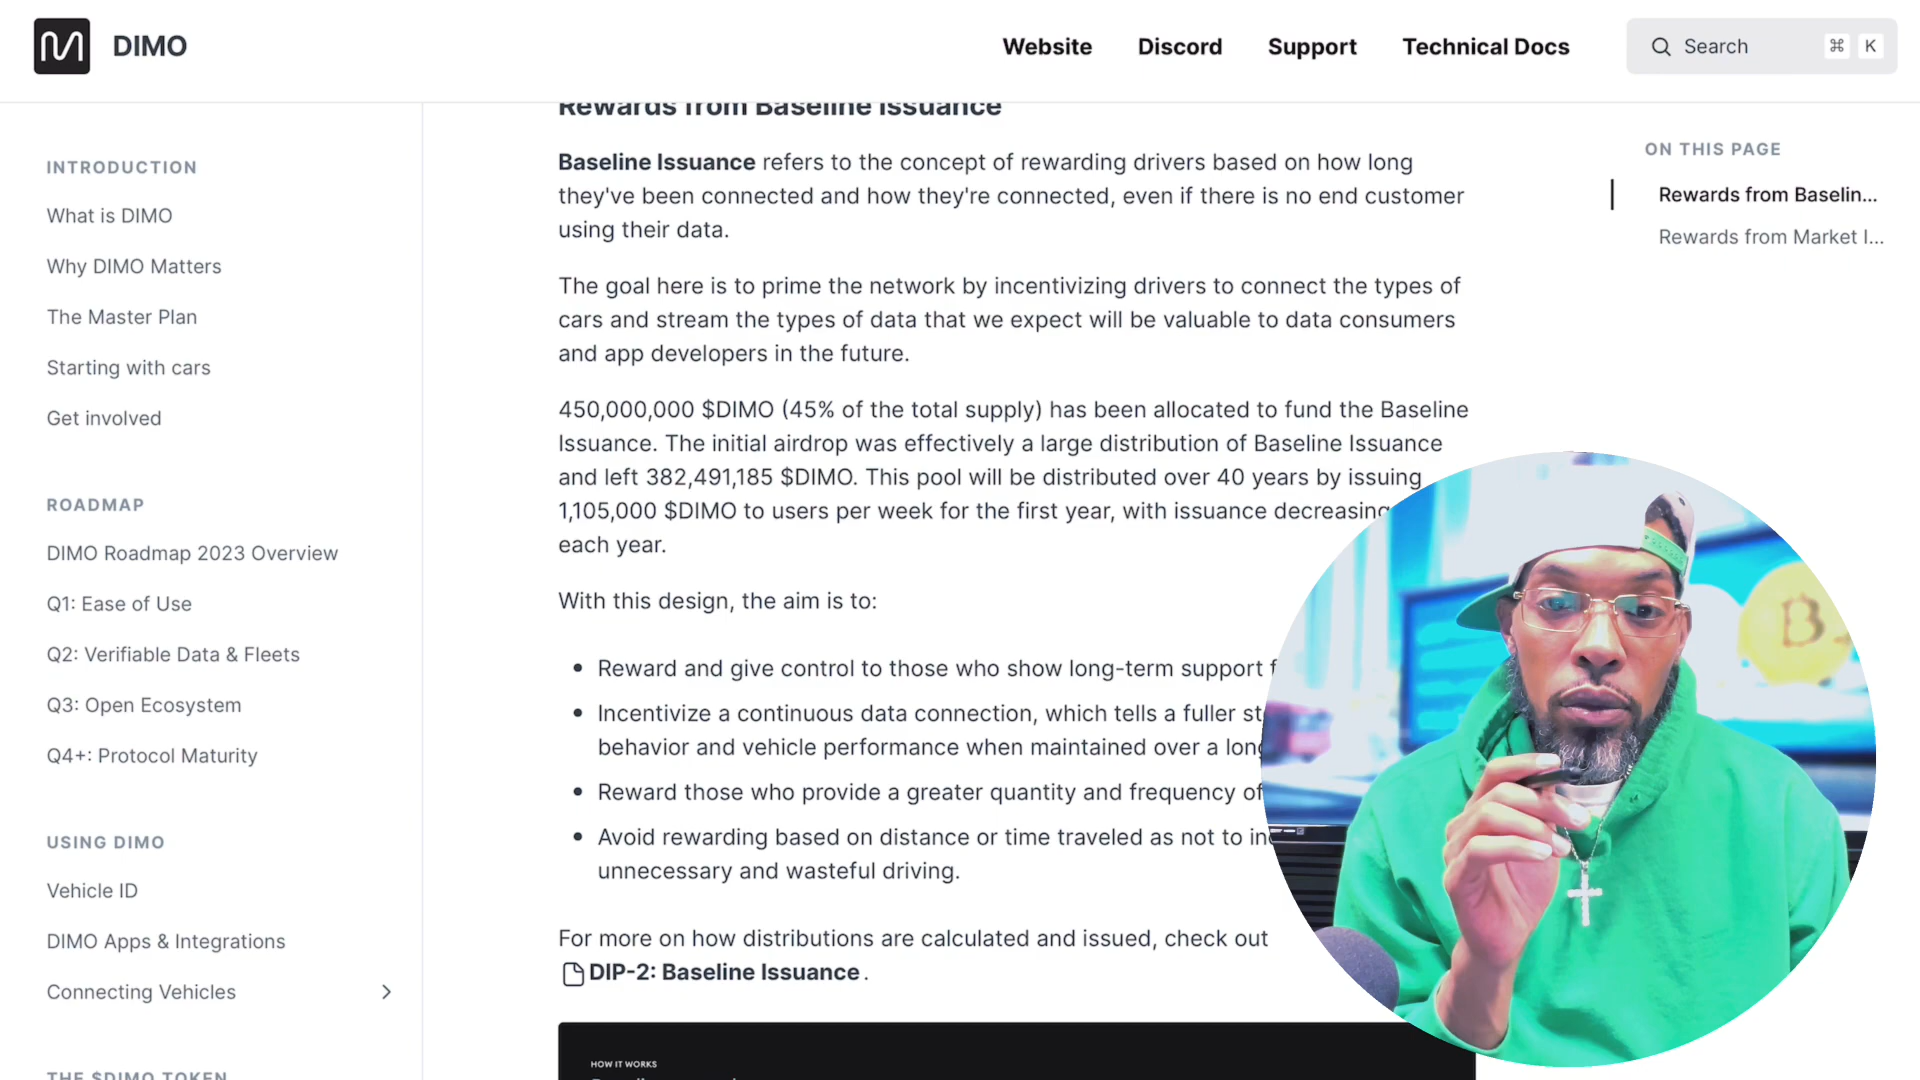 DIMO
Website
Discord
Support
Technical Docs
Search
⌘ K
INTRODUCTION
What is DIMO
Why DIMO Matters
The Master Plan
Starting with cars
Get involved
ROADMAP
DIMO Roadmap 2023 Overview
Q1: Ease of Use
Q2: Verifiable Data & Fleets
Q3: Open Ecosystem
Q4+: Protocol Maturity
USING DIMO
Vehicle ID
DIMO Apps & Integrations
Connecting Vehicles
THE $DIMO TOKEN
Rewards from Baseline Issuance
Baseline Issuance refers to the concept of rewarding drivers based on how long
they've been connected and how they're connected, even if there is no end customer
using their data.
The goal here is to prime the network by incentivizing drivers to connect the types of
cars and stream the types of data that we expect will be valuable to data consumers
and app developers in the future.
450,000,000 $DIMO (45% of the total supply) has been allocated to fund the Baseline
Issuance. The initial airdrop was effectively a large distribution of Baseline Issuance
and left 382,491,185 $DIMO. This pool will be distributed over 40 years by issuing
1,105,000 $DIMO to users per week for the first year, with issuance decreasing
each year.
With this design, the aim is to:
• Reward and give control to those who show long-term support
• Incentivize a continuous data connection, which tells a fuller
behavior and vehicle performance when maintained over a
• Reward those who provide a greater quantity and frequency of
• Avoid rewarding based on distance or time traveled as not to
unnecessary and wasteful driving.
For more on how distributions are calculated and issued, check out
DIP-2: Baseline Issuance.
HOW IT WORKS
ON THIS PAGE
Rewards from Baselin...
Rewards from Market I...